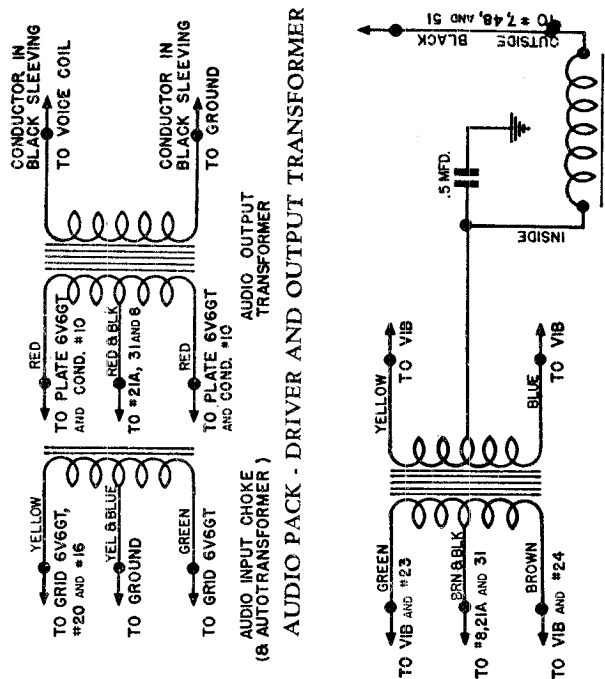 CONDUCTOR IN
BLACK SLEEVING
TO VOICE COIL
CONDUCTOR IN
BLACK SLEEVING
TO GROUND
RED
TO PLATE 6V6GT
AND COND. #10
RED & BLK
TO #21A, 31 AND 8
RED
TO PLATE 6V6GT
AND COND. #10
AUDIO OUTPUT
TRANSFORMER
YELLOW
TO GRID 6V6GT,
#20 AND #16
YEL & BLUE
TO GROUND
GREEN
TO GRID 6V6GT
AUDIO INPUT CHOKE
(& AUTOTRANSFORMER)
AUDIO PACK - DRIVER AND OUTPUT TRANSFORMER
TO #7, 48, AND 51
OUTSIDE
BLACK
.5 MFD.
INSIDE
YELLOW
TO VIB
BLUE
TO VIB
GREEN
TO VIB AND #23
BRN & BLK
TO #8, 21A AND 31
BROWN
TO VIB AND #24